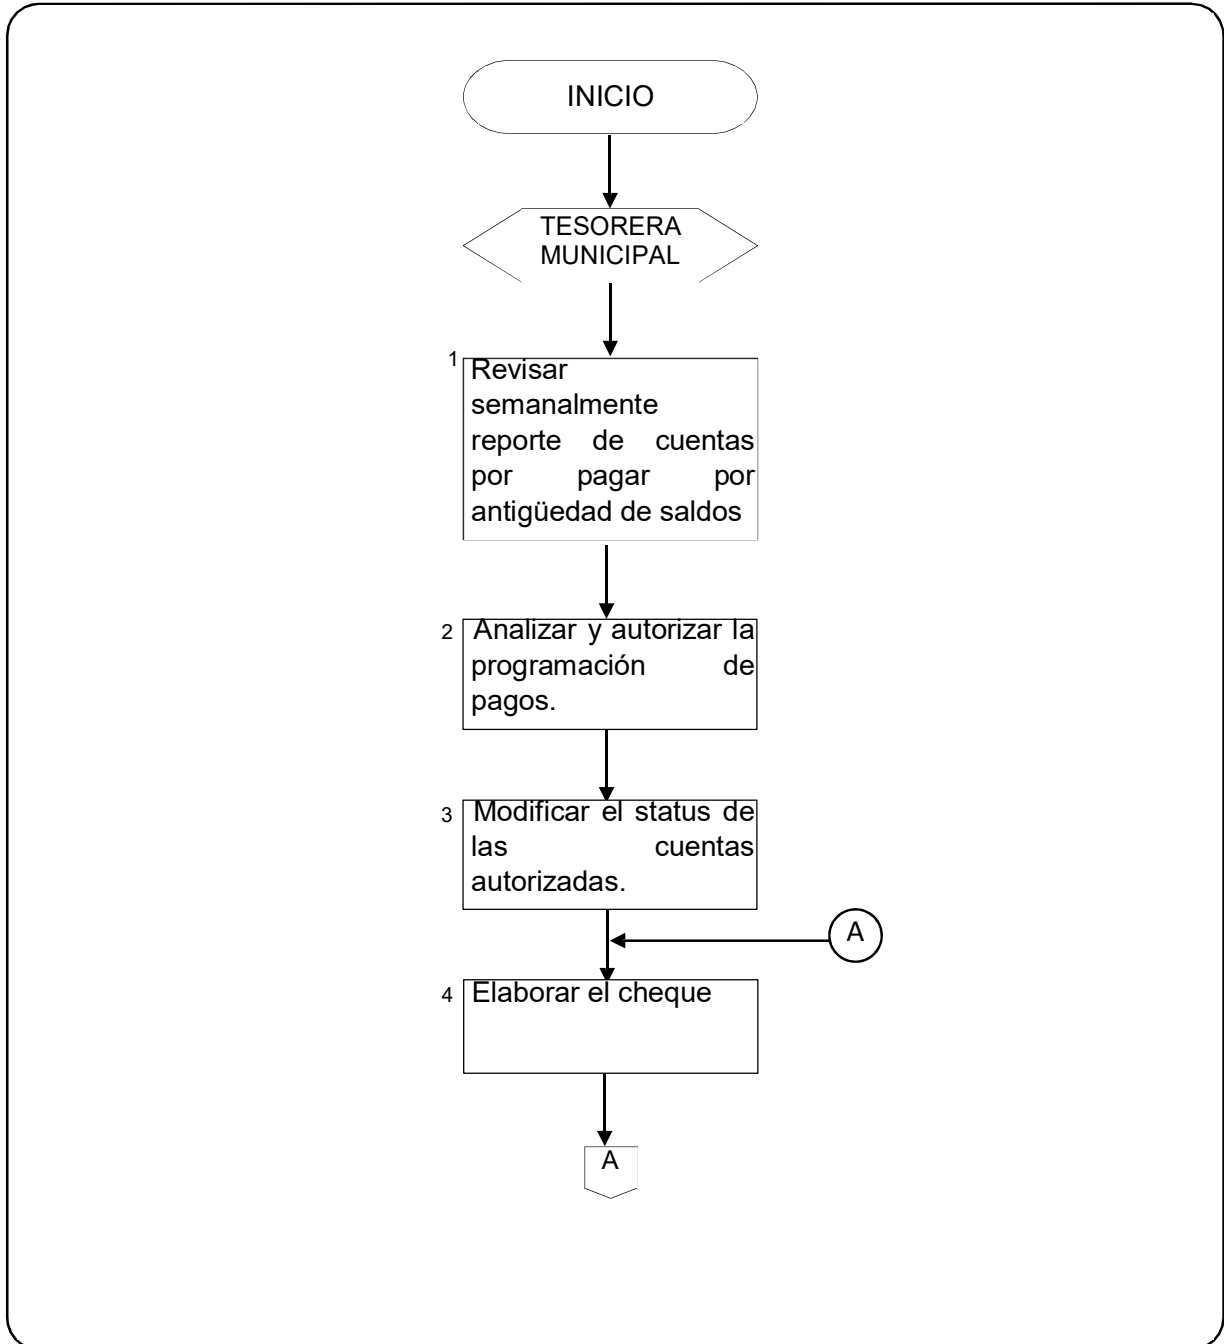 INICIO
TESORERA
MUNICIPAL
1
Revisar
semanalmente
reporte de cuentas
por pagar por
antigüedad de saldos
2
Analizar y autorizar la
programación de
pagos.
3
Modificar el status de
las cuentas
autorizadas.
A
4
Elaborar el cheque
A